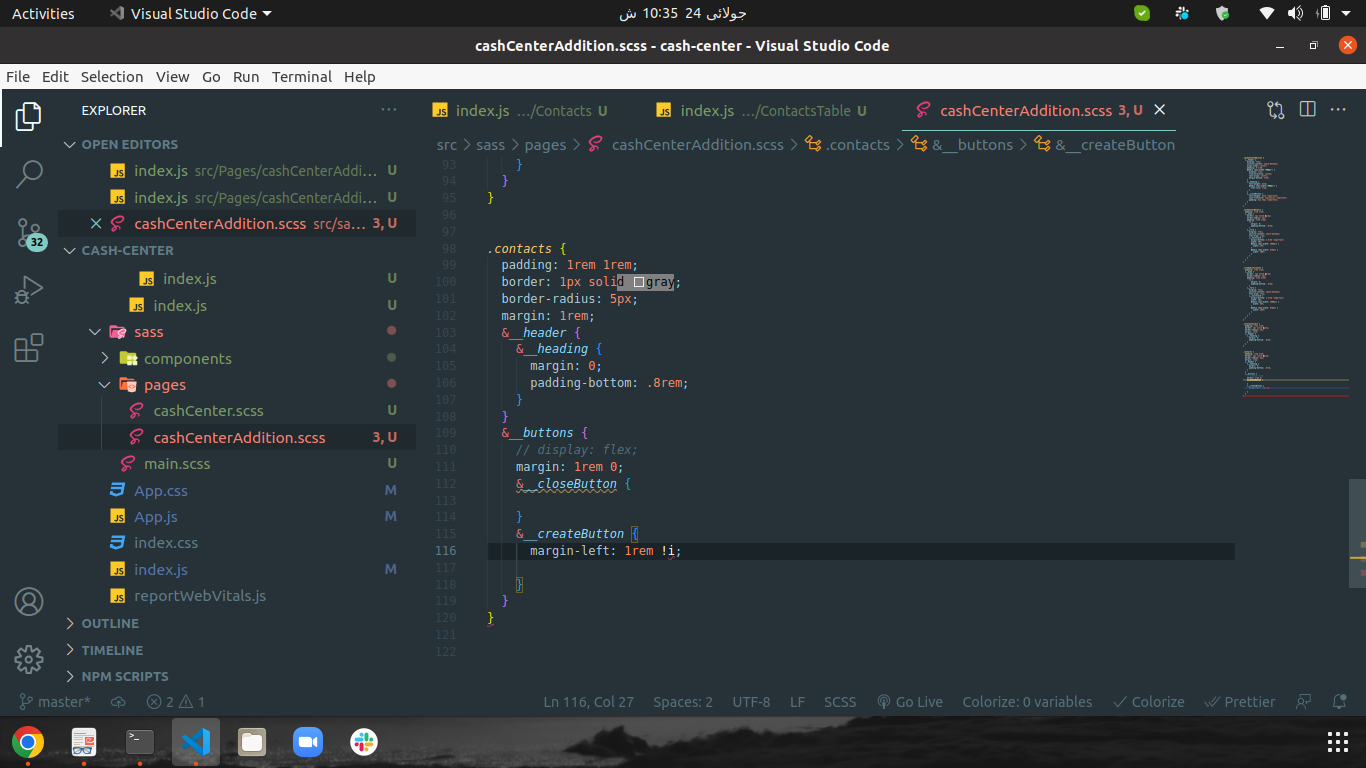 Activities
Visual Studio Code
جولائی 24 10:35 ش
cashCenterAddition.scss - cash-center - Visual Studio Code
File Edit Selection View Go Run Terminal Help
EXPLORER
OPEN EDITORS
index.js src/Pages/cashCenterAddi... U
index.js src/Pages/cashCenterAddi... U
cashCenterAddition.scss src/sa... 3, U
CASH-CENTER
index.js U
index.js U
sass
components
pages
cashCenter.scss U
cashCenterAddition.scss 3, U
main.scss U
App.css M
App.js M
index.css
index.js M
reportWebVitals.js
OUTLINE
TIMELINE
NPM SCRIPTS
32
index.js .../Contacts U
index.js .../ContactsTable U
cashCenterAddition.scss 3, U
src > sass > pages > cashCenterAddition.scss > .contacts > &__buttons > &__createButton
93 }
94 }
95 }
96
97
98 .contacts {
99 padding: 1rem 1rem;
100 border: 1px solid gray;
101 border-radius: 5px;
102 margin: 1rem;
103 &__header {
104 &__heading {
105 margin: 0;
106 padding-bottom: .8rem;
107 }
108 }
109 &__buttons {
110 // display: flex;
111 margin: 1rem 0;
112 &__closeButton {
113
114 }
115 &__createButton {
116 margin-left: 1rem !i;
117
118 }
119 }
120 }
121
122
master* 2 1 Ln 116, Col 27 Spaces: 2 UTF-8 LF SCSS Go Live Colorize: 0 variables Colorize Prettier